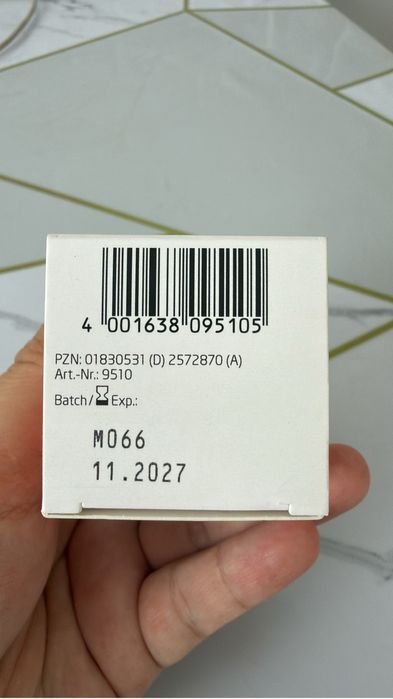 4 001638 095105
PZN: 01830531 (D) 2572870 (A)
Art.-Nr.: 9510
Batch/⌛Exp.:
M066
11.2027